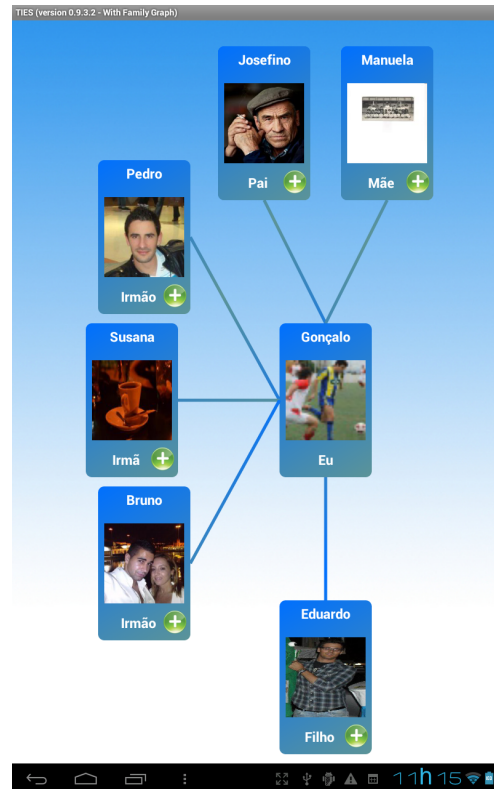 TIES (version 0.9.3.2 - With Family Graph)
Josefino
Pai
Manuela
Mãe
Pedro
Irmão
Susana
Irmã
Gonçalo
Eu
Bruno
Irmão
Eduardo
Filho
11h15